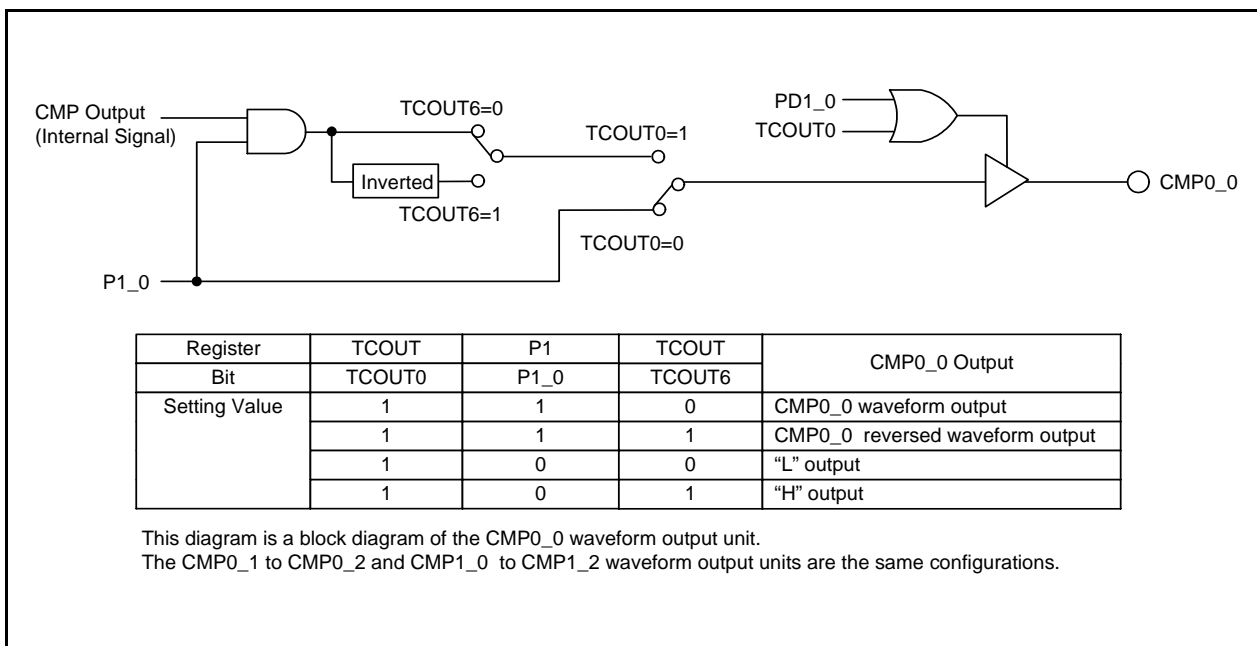 CMP Output
(Internal Signal)
TCOUT6=0
Inverted
TCOUT6=1
TCOUT0=1
TCOUT0=0
PD1_0
TCOUT0
CMP0_0
P1_0
Register TCOUT P1 TCOUT CMP0_0 Output
Bit TCOUT0 P1_0 TCOUT6
Setting Value 1 1 0 CMP0_0 waveform output
1 1 1 CMP0_0 reversed waveform output
1 0 0 “L” output
1 0 1 “H” output
This diagram is a block diagram of the CMP0_0 waveform output unit.
The CMP0_1 to CMP0_2 and CMP1_0 to CMP1_2 waveform output units are the same configurations.